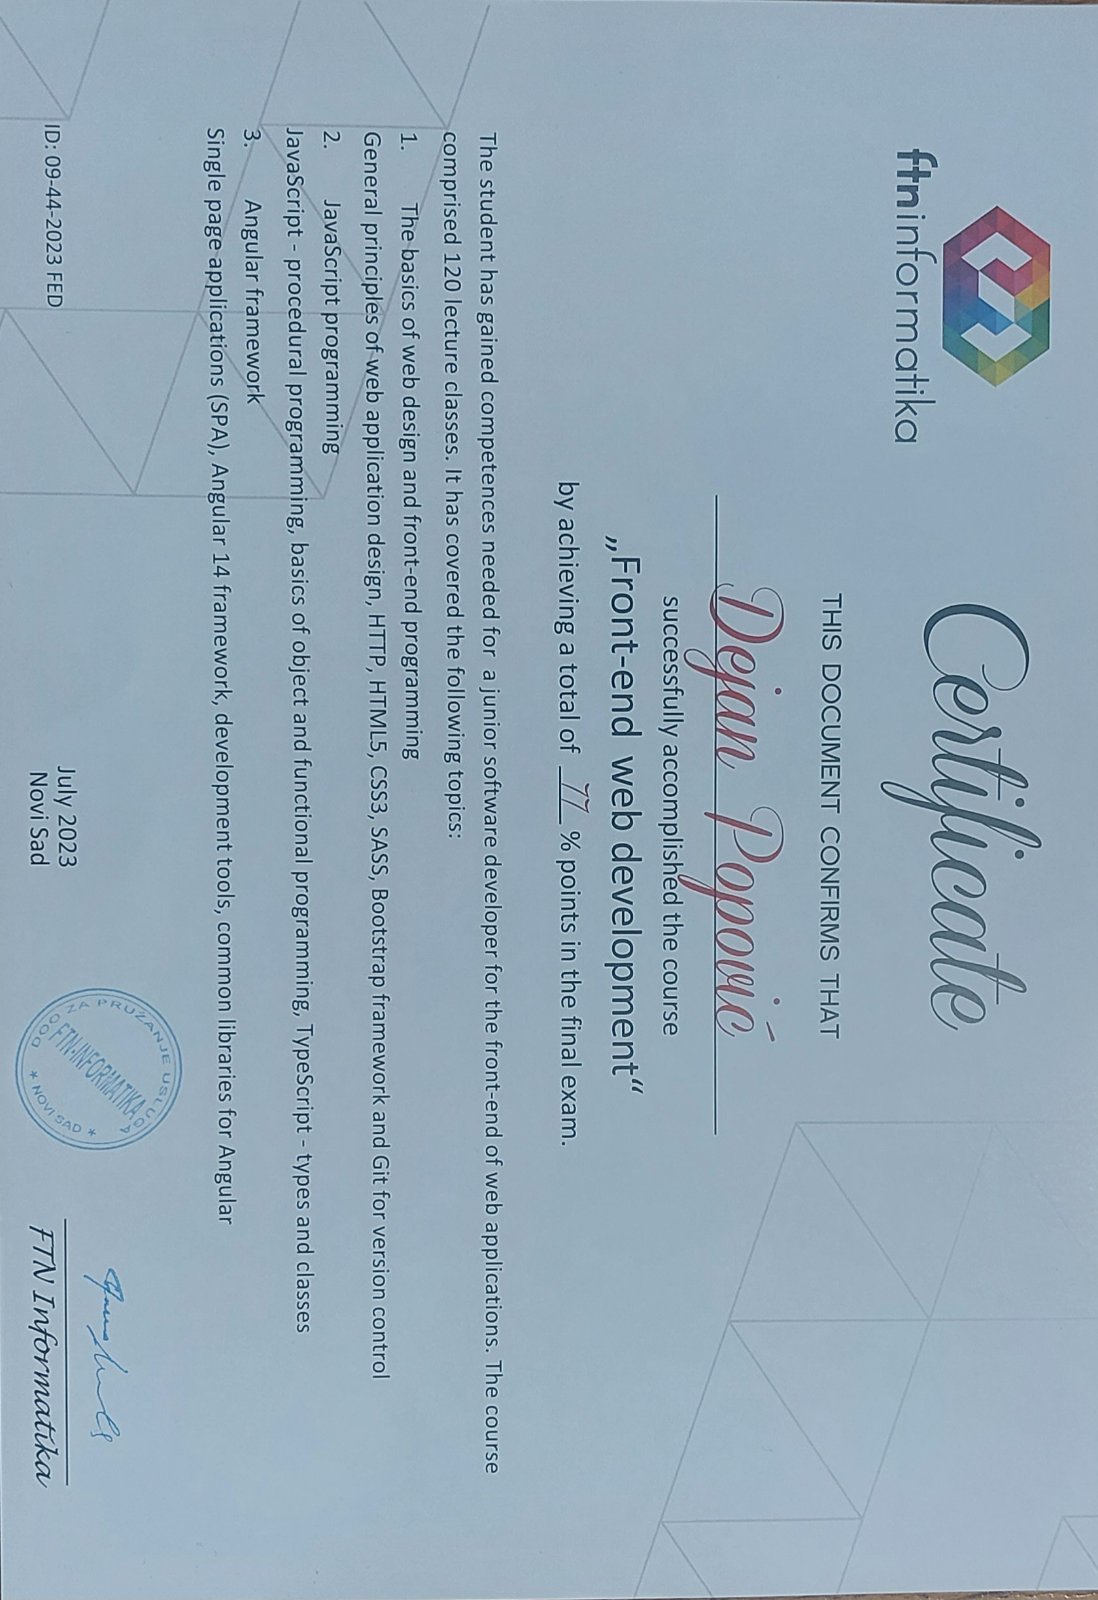 ftninformatika
Certificate
THIS DOCUMENT CONFIRMS THAT
Dejan Popović
successfully accomplished the course
„Front-end web development“
by achieving a total of 77 % points in the final exam.
The student has gained competences needed for a junior software developer for the front-end of web applications. The course
comprised 120 lecture classes. It has covered the following topics:
1. The basics of web design and front-end programming
General principles of web application design, HTTP, HTML5, CSS3, SASS, Bootstrap framework and Git for version control
2. JavaScript programming
JavaScript - procedural programming, basics of object and functional programming, TypeScript - types and classes
3. Angular framework
Single page applications (SPA), Angular 14 framework, development tools, common libraries for Angular
ID: 09-44-2023 FED
July 2023
Novi Sad
DOO ZA PRUŽANJE USLUGA
FTN-INFORMATIKA
* NOVI SAD *
FTN Informatika